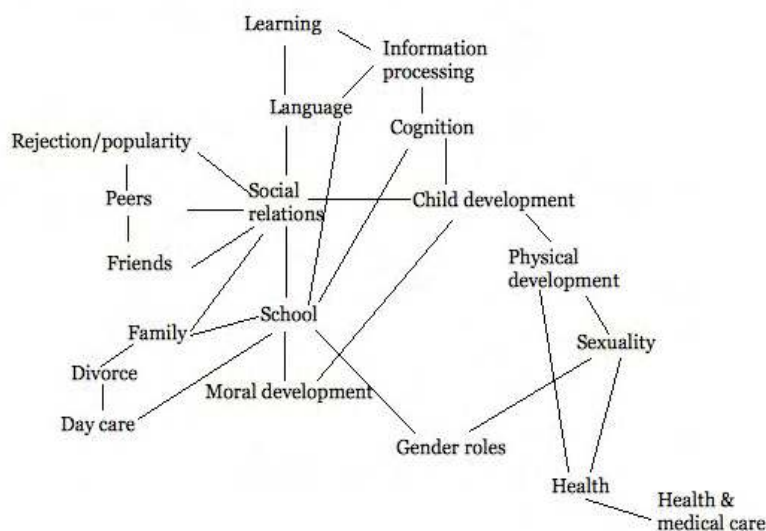 Learning
Information
processing
Language
Cognition
Rejection/popularity
Social
relations
Peers
Child development
Friends
Physical
development
School
Family
Sexuality
Divorce
Moral development
Day care
Gender roles
Health
Health &
medical care